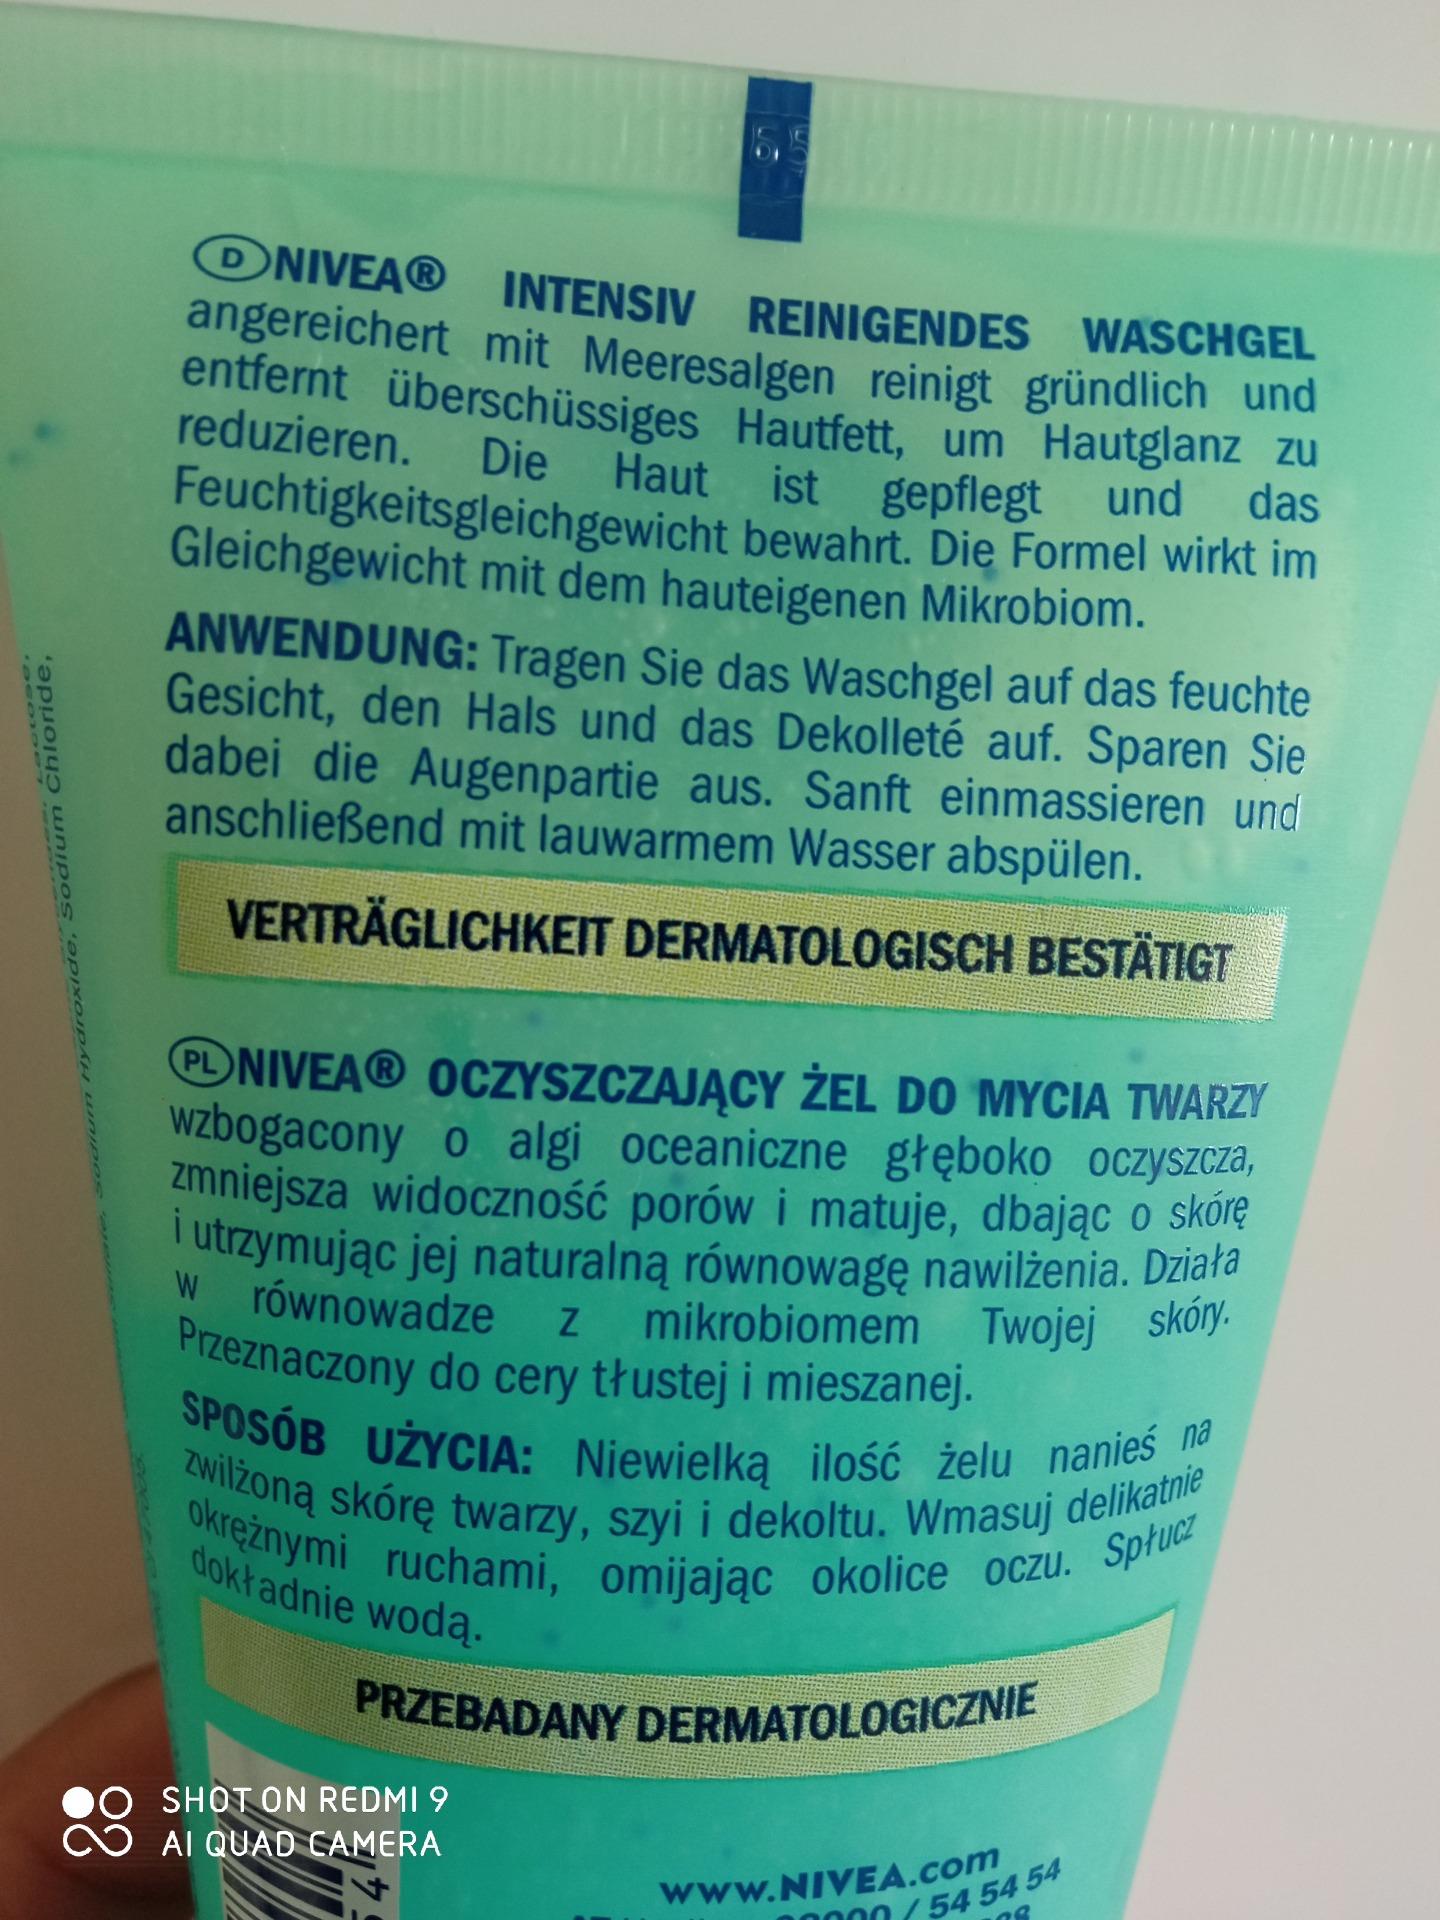 65
D NIVEA® INTENSIV REINIGENDES WASCHGEL
angereichert mit Meeresalgen reinigt gründlich und
entfernt überschüssiges Hautfett, um Hautglanz zu
reduzieren. Die Haut ist gepflegt und das
Feuchtigkeitsgleichgewicht bewahrt. Die Formel wirkt im
Gleichgewicht mit dem hauteigenen Mikrobiom.
ANWENDUNG: Tragen Sie das Waschgel auf das feuchte
Gesicht, den Hals und das Dekolleté auf. Sparen Sie
dabei die Augenpartie aus. Sanft einmassieren und
anschließend mit lauwarmem Wasser abspülen.
VERTRÄGLICHKEIT DERMATOLOGISCH BESTÄTIGT
PL NIVEA® OCZYSZCZAJĄCY ŻEL DO MYCIA TWARZY
wzbogacony o algi oceaniczne głęboko oczyszcza,
zmniejsza widoczność porów i matuje, dbając o skórę
i utrzymując jej naturalną równowagę nawilżenia. Działa
w równowadze z mikrobiomem Twojej skóry.
Przeznaczony do cery tłustej i mieszanej.
SPOSÓB UŻYCIA: Niewielką ilość żelu nanieś na
zwilżoną skórę twarzy, szyi i dekoltu. Wmasuj delikatnie
okrężnymi ruchami, omijając okolice oczu. Spłucz
dokładnie wodą.
PRZEBADANY DERMATOLOGICZNIE
www.NIVEA.com
/ 54 54 54
Lactose,
Sodium Hydroxide, Sodium Chloride,
SHOT ON REDMI 9
AI QUAD CAMERA